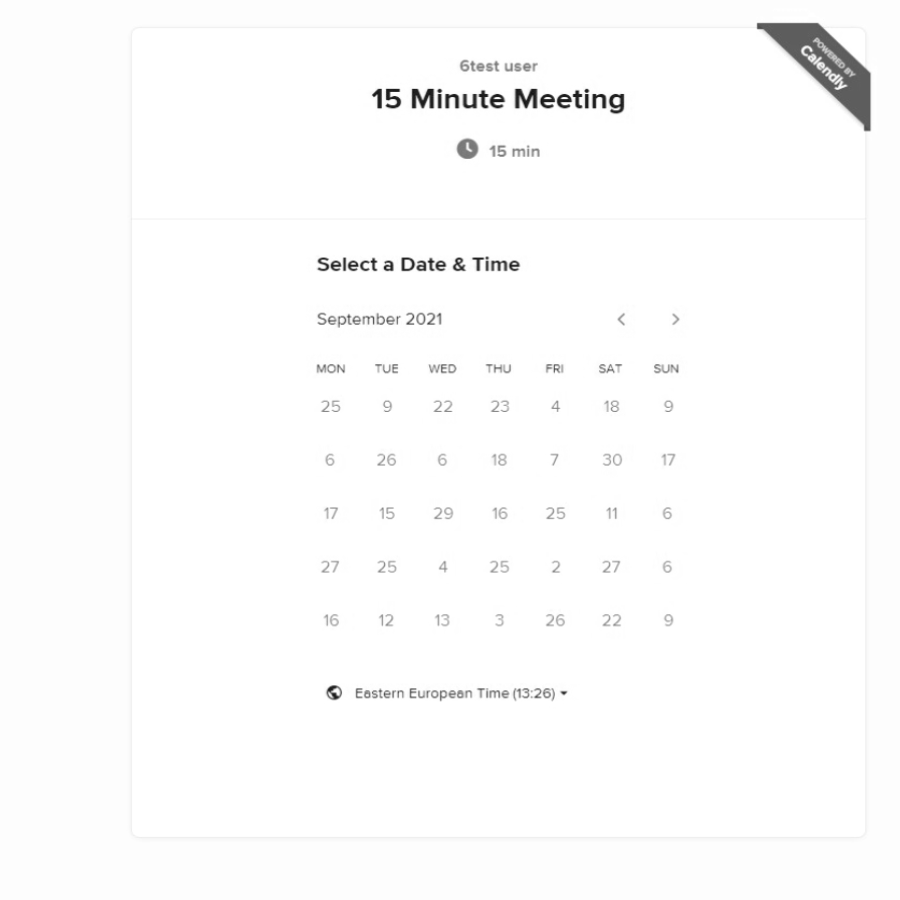 6test user
15 Minute Meeting
15 min
POWERED BY
Calendly
Select a Date & Time
September 2021
MON TUE WED THU FRI SAT SUN
25 9 22 23 4 18 9
6 26 6 18 7 30 17
17 15 29 16 25 11 6
27 25 4 25 2 27 6
16 12 13 3 26 22 9
Eastern European Time (13:26)